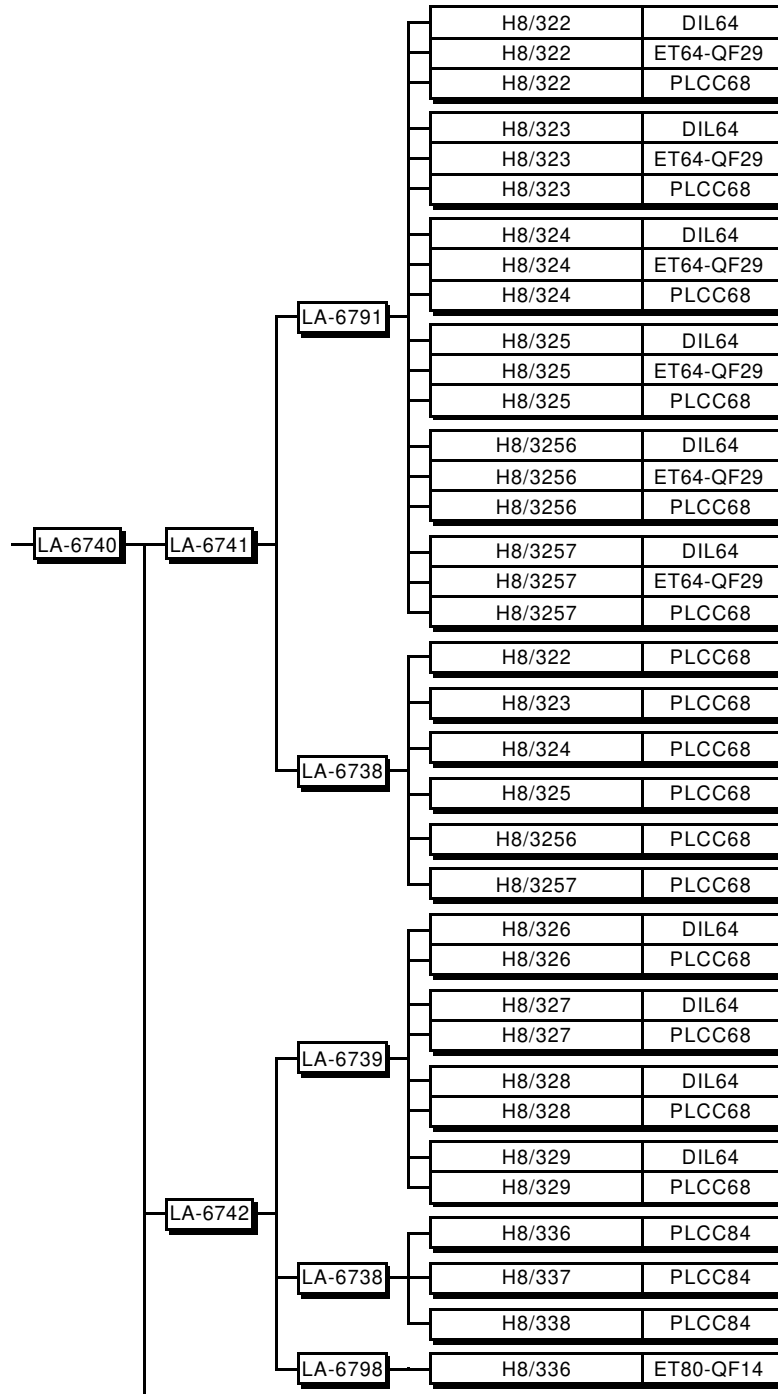 H8/322 DIL64
H8/322 ET64-QF29
H8/322 PLCC68
H8/323 DIL64
H8/323 ET64-QF29
H8/323 PLCC68
H8/324 DIL64
H8/324 ET64-QF29
H8/324 PLCC68
LA-6791
H8/325 DIL64
H8/325 ET64-QF29
H8/325 PLCC68
H8/3256 DIL64
H8/3256 ET64-QF29
H8/3256 PLCC68
LA-6740 LA-6741
H8/3257 DIL64
H8/3257 ET64-QF29
H8/3257 PLCC68
H8/322 PLCC68
H8/323 PLCC68
H8/324 PLCC68
LA-6738
H8/325 PLCC68
H8/3256 PLCC68
H8/3257 PLCC68
H8/326 DIL64
H8/326 PLCC68
H8/327 DIL64
H8/327 PLCC68
LA-6739
H8/328 DIL64
H8/328 PLCC68
H8/329 DIL64
H8/329 PLCC68
LA-6742
H8/336 PLCC84
LA-6738 H8/337 PLCC84
H8/338 PLCC84
LA-6798 H8/336 ET80-QF14